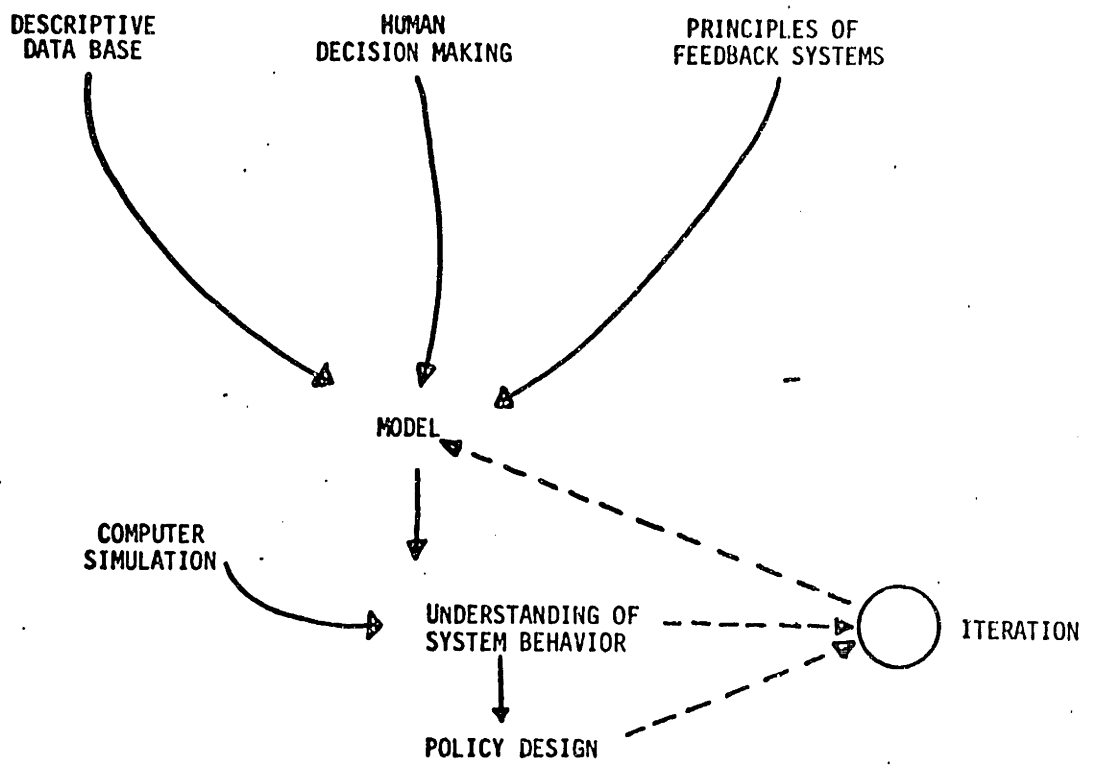 DESCRIPTIVE
DATA BASE
HUMAN
DECISION MAKING
PRINCIPLES OF
FEEDBACK SYSTEMS
MODEL
COMPUTER
SIMULATION
UNDERSTANDING OF
SYSTEM BEHAVIOR
ITERATION
POLICY DESIGN